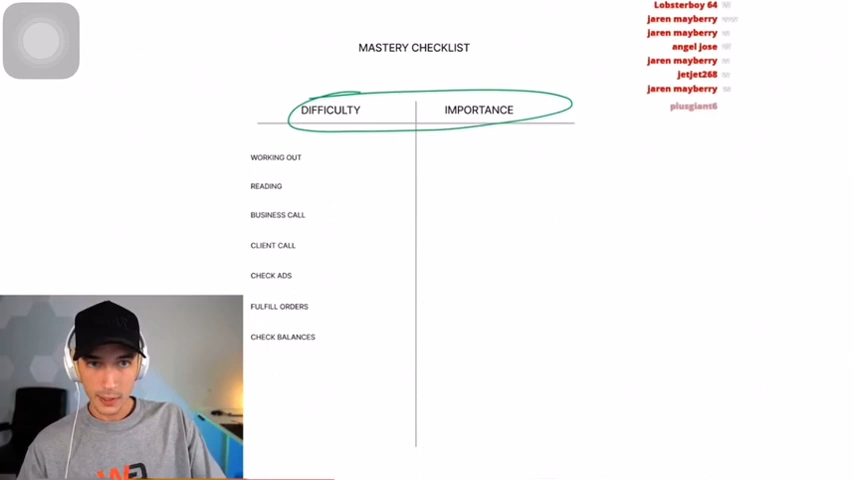 Lobsterboy 64
jaren mayberry
jaren mayberry
angel jose
jaren mayberry
jetjet268
jaren mayberry
plusgiant6
MASTERY CHECKLIST
DIFFICULTY IMPORTANCE
WORKING OUT
READING
BUSINESS CALL
CLIENT CALL
CHECK ADS
FULFILL ORDERS
CHECK BALANCES